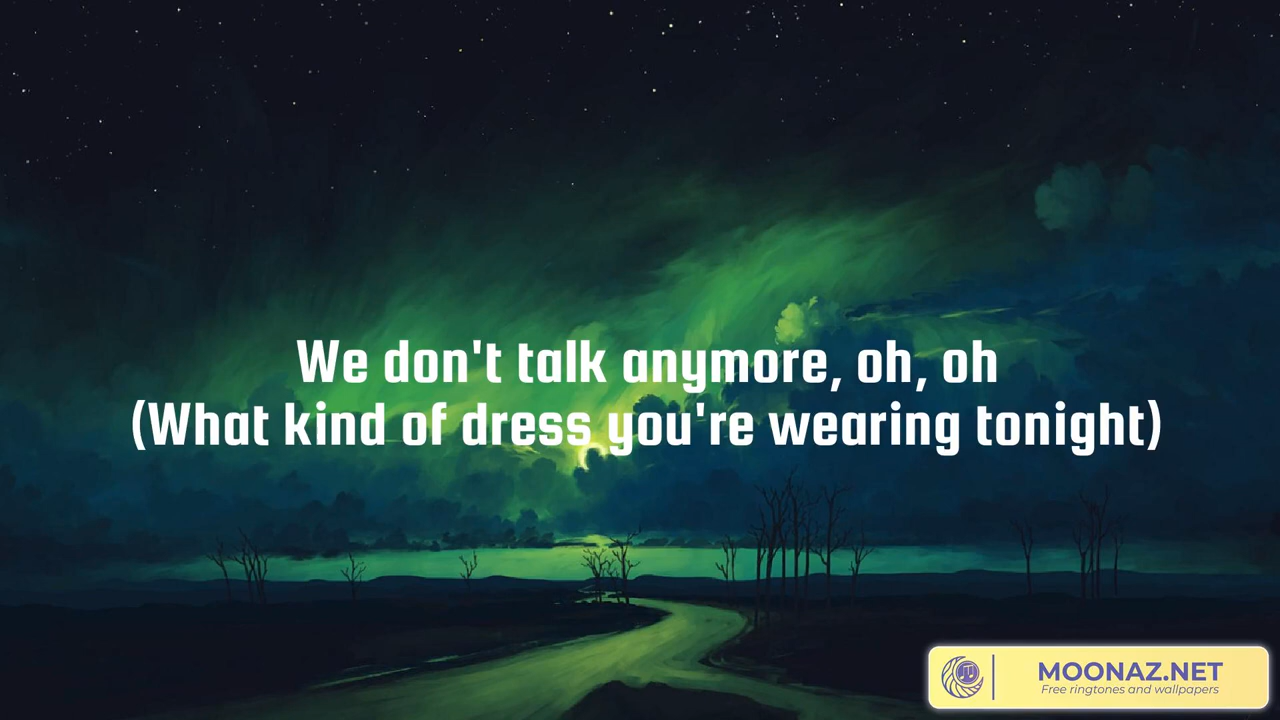 We don't talk anymore, oh, oh
(What kind of dress you're wearing tonight)
MOONAZ.NET
Free ringtones and wallpapers